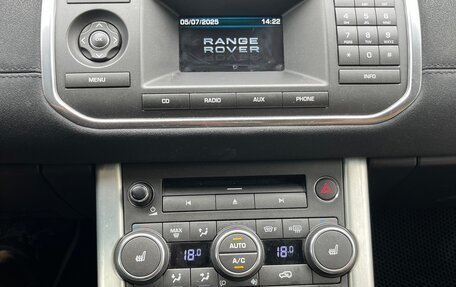 05/07/2025 14:22
RANGE
ROVER
OK
MENU
INFO
CD RADIO AUX PHONE
MAX
F
R
18.0 AUTO 18.0
A/C